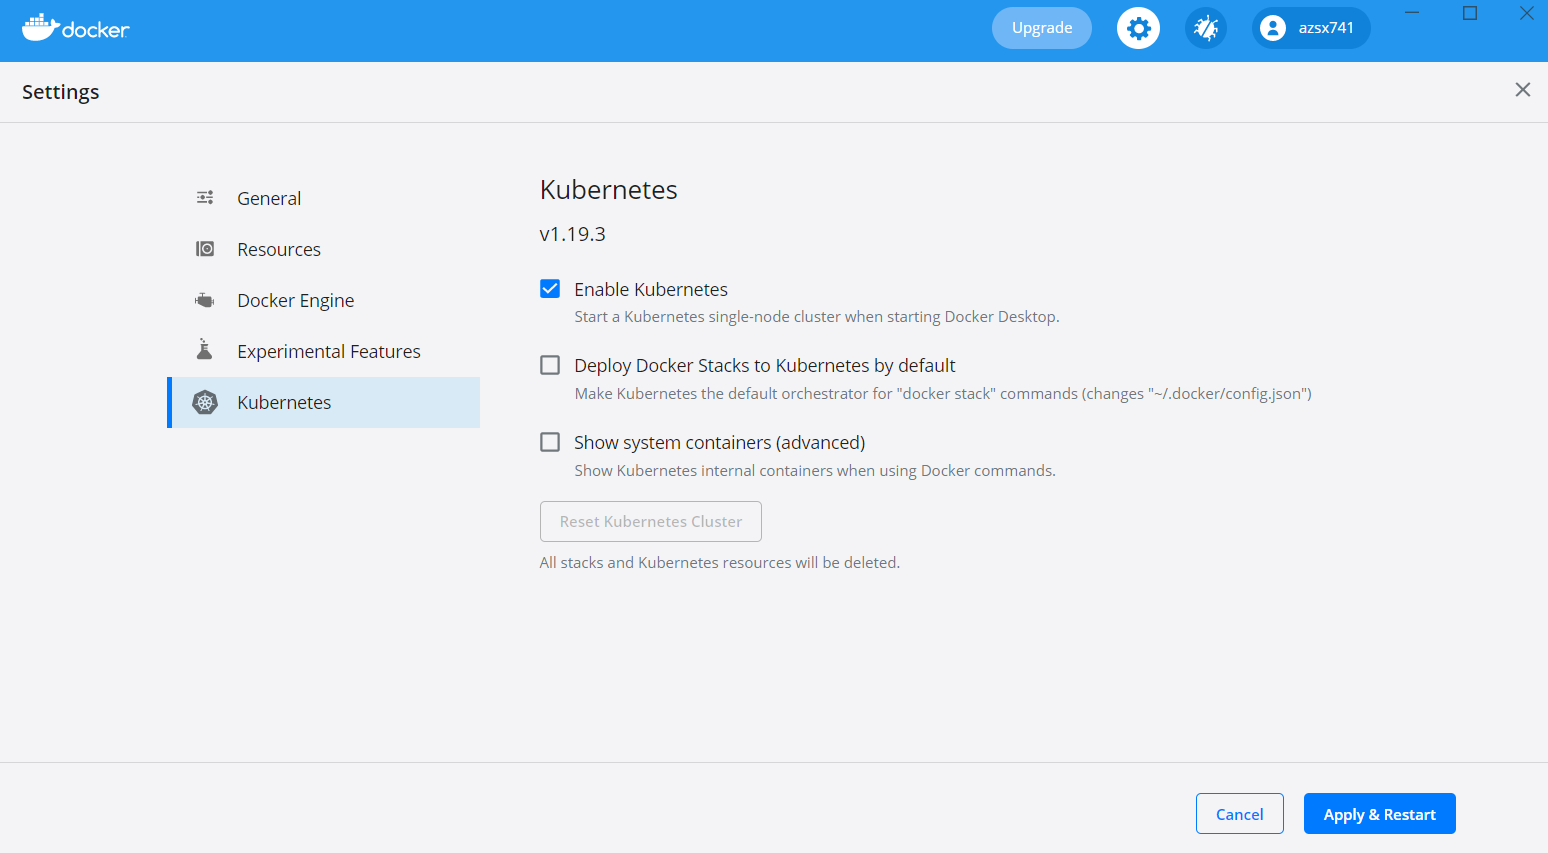 docker
Upgrade
azsx741
Settings
General
Resources
Docker Engine
Experimental Features
Kubernetes
Kubernetes
v1.19.3
Enable Kubernetes
Start a Kubernetes single-node cluster when starting Docker Desktop.
Deploy Docker Stacks to Kubernetes by default
Make Kubernetes the default orchestrator for "docker stack" commands (changes "~/.docker/config.json")
Show system containers (advanced)
Show Kubernetes internal containers when using Docker commands.
Reset Kubernetes Cluster
All stacks and Kubernetes resources will be deleted.
Cancel
Apply & Restart